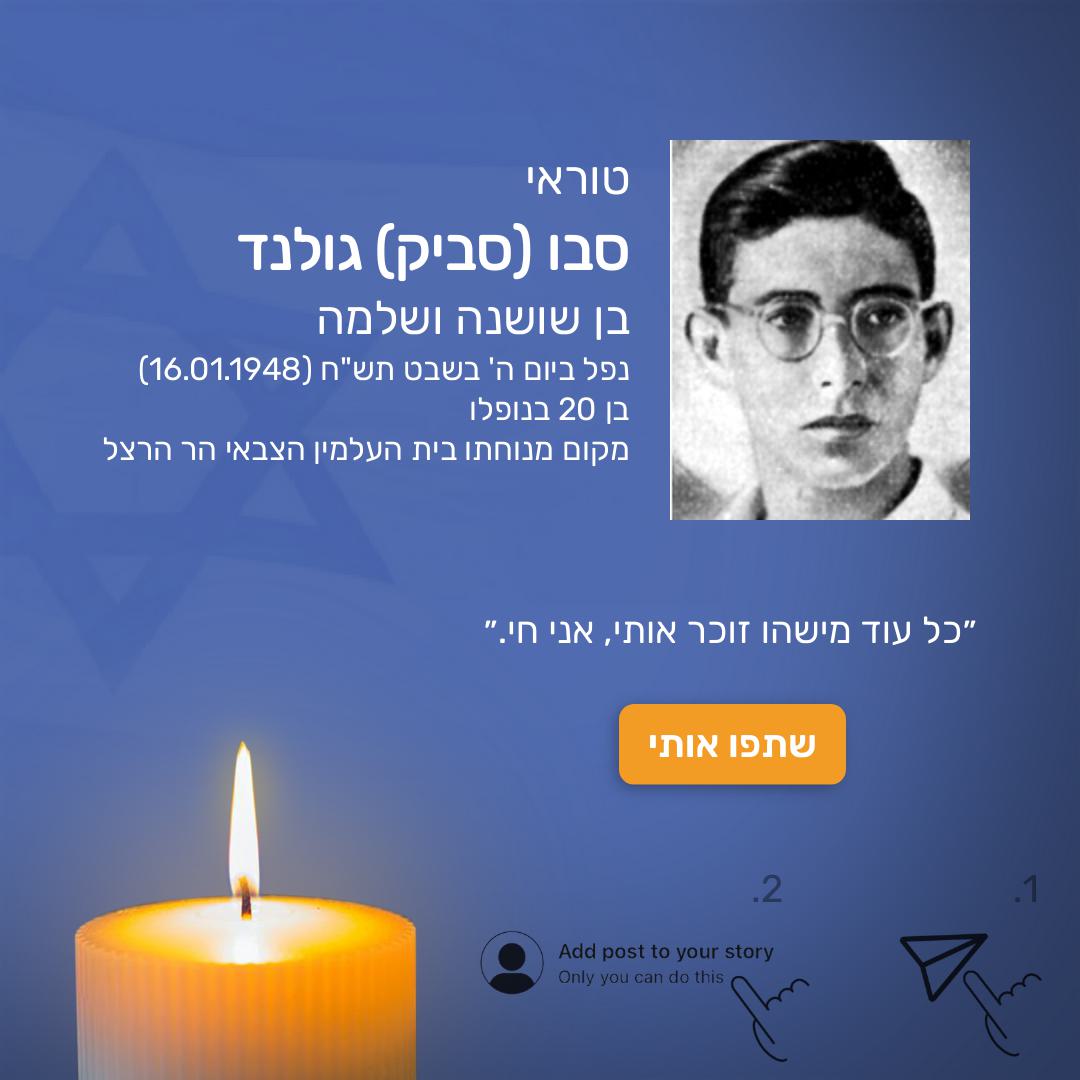 טוראי
סבו (סביק) גולנד
בן שושנה ושלמה
נפל ביום ה' בשבט תש"ח (16.01.1948)
בן 20 בנופלו
מקום מנוחתו בית העלמין הצבאי הר הרצל
״כל עוד מישהו זוכר אותי, אני חי.״
שתפו אותי
1.
2.
Add post to your story
Only you can do this